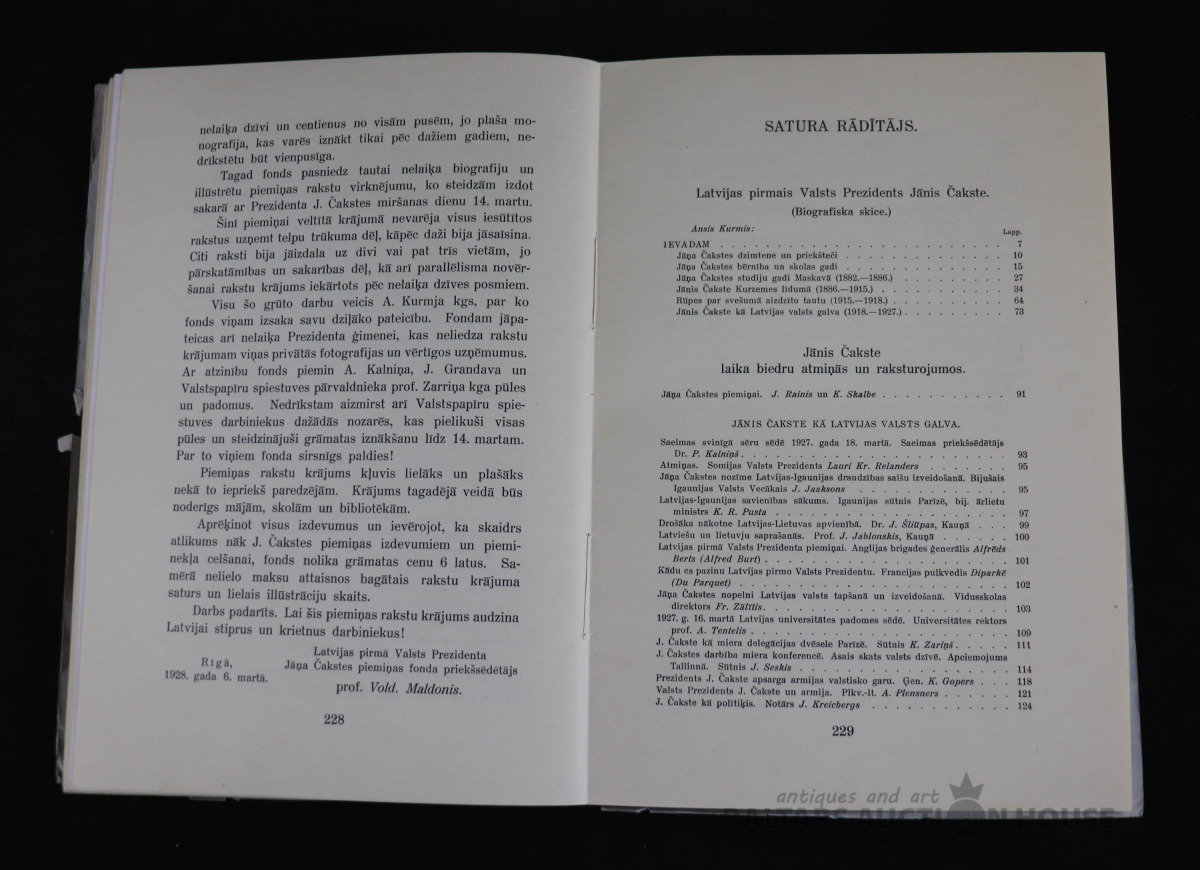 nelaiķa dzīvi un centienus no visām pusēm, jo plaša mo-
nografija, kas varēs iznākt tikai pēc dažiem gadiem, ne-
drīkstētu būt vienpusīga.
Tagad fonds pasniedz tautai nelaiķa biografiju un
illūstrētu piemiņas rakstu virknējumu, ko steidzām izdot
sakarā ar Prezidenta J. Čakstes miršanas dienu 14. martu.
Šinī piemiņai veltītā krājumā nevarēja visus iesūtītos
rakstus uzņemt telpu trūkuma dēļ, kāpēc daži bija jāsaīsina.
Citi raksti bija jāizdala uz divi vai pat trīs vietām, jo
pārskatāmības un sakarības dēļ, kā arī parallēlisma novēr-
šanai rakstu krājums iekārtots pēc nelaiķa dzīves posmiem.
Visu šo grūto darbu veicis A. Kurmja kgs, par ko
fonds viņam izsaka savu dziļāko pateicību. Fondam jāpa-
teicas arī nelaiķa Prezidenta ģimenei, kas neliedza rakstu
krājumam viņas privātās fotografijas un vērtīgos uzņēmumus.
Ar atzinību fonds piemin A. Kalniņa, J. Grandava un
Valstspapīru spiestuves pārvaldnieka prof. Zarriņa kga pūles
un padomus. Nedrīkstam aizmirst arī Valstspapīru spie-
stuves darbiniekus dažādās nozarēs, kas pielikuši visas
pūles un steidzinājuši grāmatas iznākšanu līdz 14. martam.
Par to viņiem fonda sirsnīgs paldies!
Piemiņas rakstu krājums kļuvis lielāks un plašāks
nekā to iepriekš paredzējām. Krājums tagadējā veidā būs
noderīgs mājām, skolām un bibliotēkām.
Aprēķinot visus izdevumus un ievērojot, ka skaidrs
atlikums nāk J. Čakstes piemiņas izdevumiem un piemi-
nekļa celšanai, fonds nolika grāmatas cenu 6 latus. Sa-
mērā nelielo maksu attaisnos bagātais rakstu krājuma
saturs un lielais illūstrāciju skaits.
Darbs padarīts. Lai šis piemiņas rakstu krājums audzina
Latvijai stiprus un krietnus darbiniekus!
Latvijas pirmā Valsts Prezidenta
Jāņa Čakstes piemiņas fonda priekšsēdētājs
Rīgā,
1928. gada 6. martā.
prof. Vold. Maldonis.
228
SATURA RĀDĪTĀJS.
Latvijas pirmais Valsts Prezidents Jānis Čakste.
(Biografiska skice.)
Ansis Kurmis: Lapp.
IEVADAM . . . . . . . . . . 7
Jāņa Čakstes dzimtene un priekšteči . . . . . . . . . . 10
Jāņa Čakstes bērnība un skolas gadi . . . . . . . . . . 15
Jāņa Čakstes studiju gadi Maskavā (1882.—1886.) . . . . . . . . . . 27
Jānis Čakste Kurzemes līdumā (1886.—1915.) . . . . . . . . . . 34
Rūpes par svešumā aizdzīto tautu (1915.—1918.) . . . . . . . . . . 64
Jānis Čakste kā Latvijas valsts galva (1918.—1927.) . . . . . . . . . . 73
Jānis Čakste
laika biedru atmiņās un raksturojumos.
Jāņa Čakstes piemiņai. J. Rainis un K. Skalbe . . . . . . . . . . 91
JĀNIS ČAKSTE KĀ LATVIJAS VALSTS GALVA.
Saeimas svinīgā sēru sēdē 1927. gada 18. martā. Saeimas priekšsēdētājs
Dr. P. Kalniņš . . . . . . . . . . 93
Atmiņas. Somijas Valsts Prezidents Lauri Kr. Relanders . . . . . . . 95
Jāņa Čakstes nozīme Latvijas-Igaunijas draudzības saišu izveidošanā. Bijušais
Igaunijas Valsts Vecākais J. Jaaksons . . . . . . . . . . 95
Latvijas-Igaunijas savienības sākums. Igaunijas sūtnis Parīzē, bij. ārlietu
ministrs K. R. Pusta . . . . . . . . . . 97
Drošāka nākotne Latvijas-Lietuvas apvienībā. Dr. J. Šliūpas, Kauņā . . . 99
Latviešu un lietuvju saprašanās. Prof. J. Jablonskis, Kauņā . . . . . . 100
Latvijas pirmā Valsts Prezidenta piemiņai. Anglijas brigades ģenerālis Alfrēds
Berts (Alfred Burt) . . . . . . . . . . 101
Kādu es pazinu Latvijas pirmo Valsts Prezidentu. Francijas pulkvedis Diparkē
(Du Parquet) . . . . . . . . . . 102
Jāņa Čakstes nopelni Latvijas valsts tapšanā un izveidošanā. Vidusskolas
direktors Fr. Zālītis . . . . . . . . . . 103
1927. g. 16. martā Latvijas universitātes padomes sēdē. Universitātes rektors
prof. A. Tentelis . . . . . . . . . . 109
J. Čakste kā miera delegācijas dvēsele Parīzē. Sūtnis K. Zariņš . . . . . 111
J. Čakstes darbība miera konferencē. Asais skats valsts dzīvē. Apciemojums
Tallinnā. Sūtnis J. Seskis . . . . . . . . . . 114
Prezidents J. Čakste apsarga armijas valstisko garu. Ģen. K. Gopers . . . 118
Valsts Prezidents J. Čakste un armija. Plkv.-lt. A. Plensners . . . . . . 121
J. Čakste kā polītiķis. Notārs J. Kreicbergs . . . . . . . . . . 124
229
antiques and art
BALTARS AUCTION HOUSE